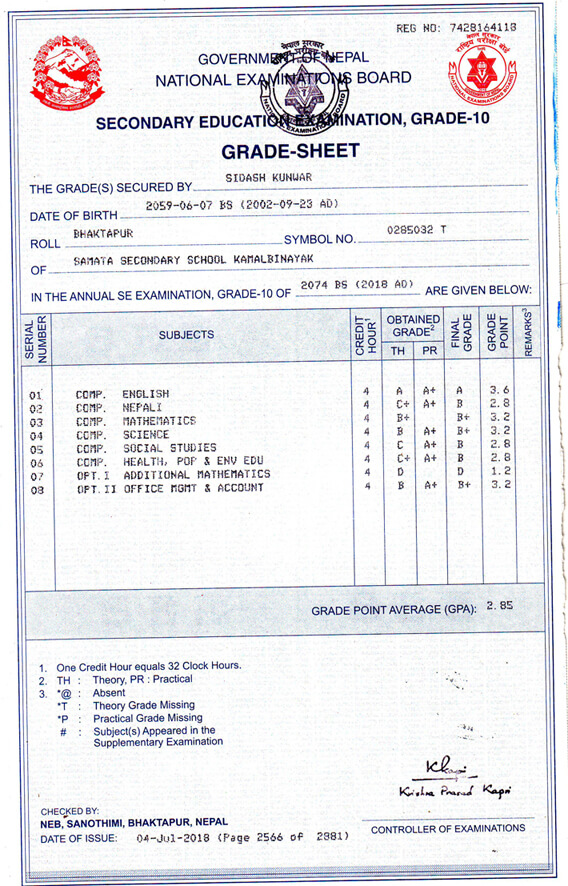 REG NO: 7428164118
नेपाल सरकार
राष्ट्रिय परीक्षा बोर्ड
NATIONAL EXAMINATIONS BOARD
GOVERNMENT OF NEPAL
NATIONAL EXAMINATIONS BOARD
SECONDARY EDUCATION EXAMINATION, GRADE-10
GRADE-SHEET
THE GRADE(S) SECURED BY SIDASH KUNWAR
DATE OF BIRTH 2059-06-07 BS (2002-09-23 AD)
ROLL BHAKTAPUR SYMBOL NO. 0285032 T
OF SAMATA SECONDARY SCHOOL KAMALBINAYAK
IN THE ANNUAL SE EXAMINATION, GRADE-10 OF 2074 BS (2018 AD) ARE GIVEN BELOW:
SERIAL NUMBER SUBJECTS CREDIT HOUR1 OBTAINED GRADE2 FINAL GRADE GRADE POINT REMARKS3
TH PR
01 COMP. ENGLISH 4 A A+ A 3.6
02 COMP. NEPALI 4 C+ A+ B 2.8
03 COMP. MATHEMATICS 4 B+ B+ 3.2
04 COMP. SCIENCE 4 B A+ B+ 3.2
05 COMP. SOCIAL STUDIES 4 C A+ B 2.8
06 COMP. HEALTH, POP & ENV EDU 4 C+ A+ B 2.8
07 OPT.I ADDITIONAL MATHEMATICS 4 D D 1.2
08 OPT.II OFFICE MGMT & ACCOUNT 4 B A+ B+ 3.2
GRADE POINT AVERAGE (GPA): 2.85
1. One Credit Hour equals 32 Clock Hours.
2. TH : Theory, PR : Practical
3. *@ : Absent
*T : Theory Grade Missing
*P : Practical Grade Missing
# : Subject(s) Appeared in the
Supplementary Examination
Kkapri
Krishna Prasad Kapri
CHECKED BY:
NEB, SANOTHIMI, BHAKTAPUR, NEPAL
DATE OF ISSUE: 04-Jul-2018 (Page 2566 of 2881)
CONTROLLER OF EXAMINATIONS